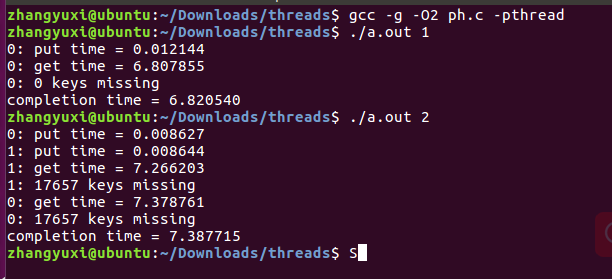 zhangyuxi@ubuntu:~/Downloads/threads$ gcc -g -O2 ph.c -pthread
zhangyuxi@ubuntu:~/Downloads/threads$ ./a.out 1
0: put time = 0.012144
0: get time = 6.807855
0: 0 keys missing
completion time = 6.820540
zhangyuxi@ubuntu:~/Downloads/threads$ ./a.out 2
0: put time = 0.008627
1: put time = 0.008644
1: get time = 7.266203
1: 17657 keys missing
0: get time = 7.378761
0: 17657 keys missing
completion time = 7.387715
zhangyuxi@ubuntu:~/Downloads/threads$ S